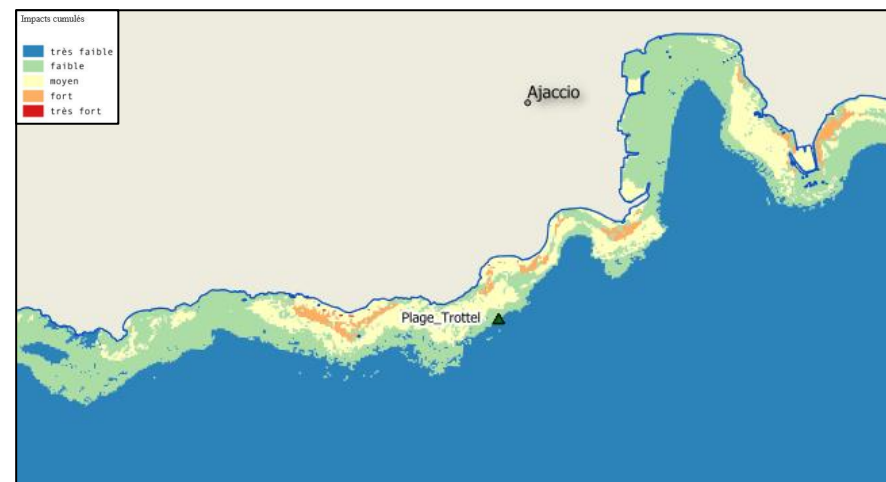 Impacts cumulés
très faible
faible
moyen
fort
très fort
Ajaccio
Plage_Trottel